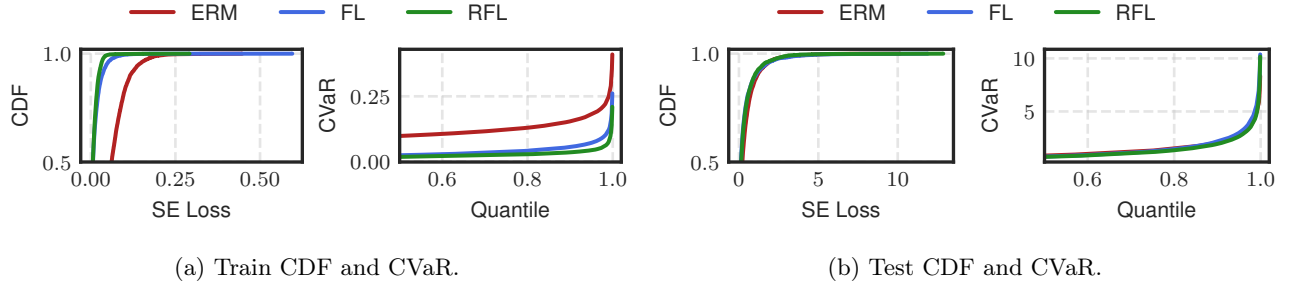 ERM FL RFL
ERM FL RFL
CDF
1.0
0.5
0.00 0.25 0.50
SE Loss
CVaR
0.25
0.00
0.6 0.8 1.0
Quantile
CDF
1.0
0.5
0 5 10
SE Loss
CVaR
10
5
0.6 0.8 1.0
Quantile
(a) Train CDF and CVaR.
(b) Test CDF and CVaR.